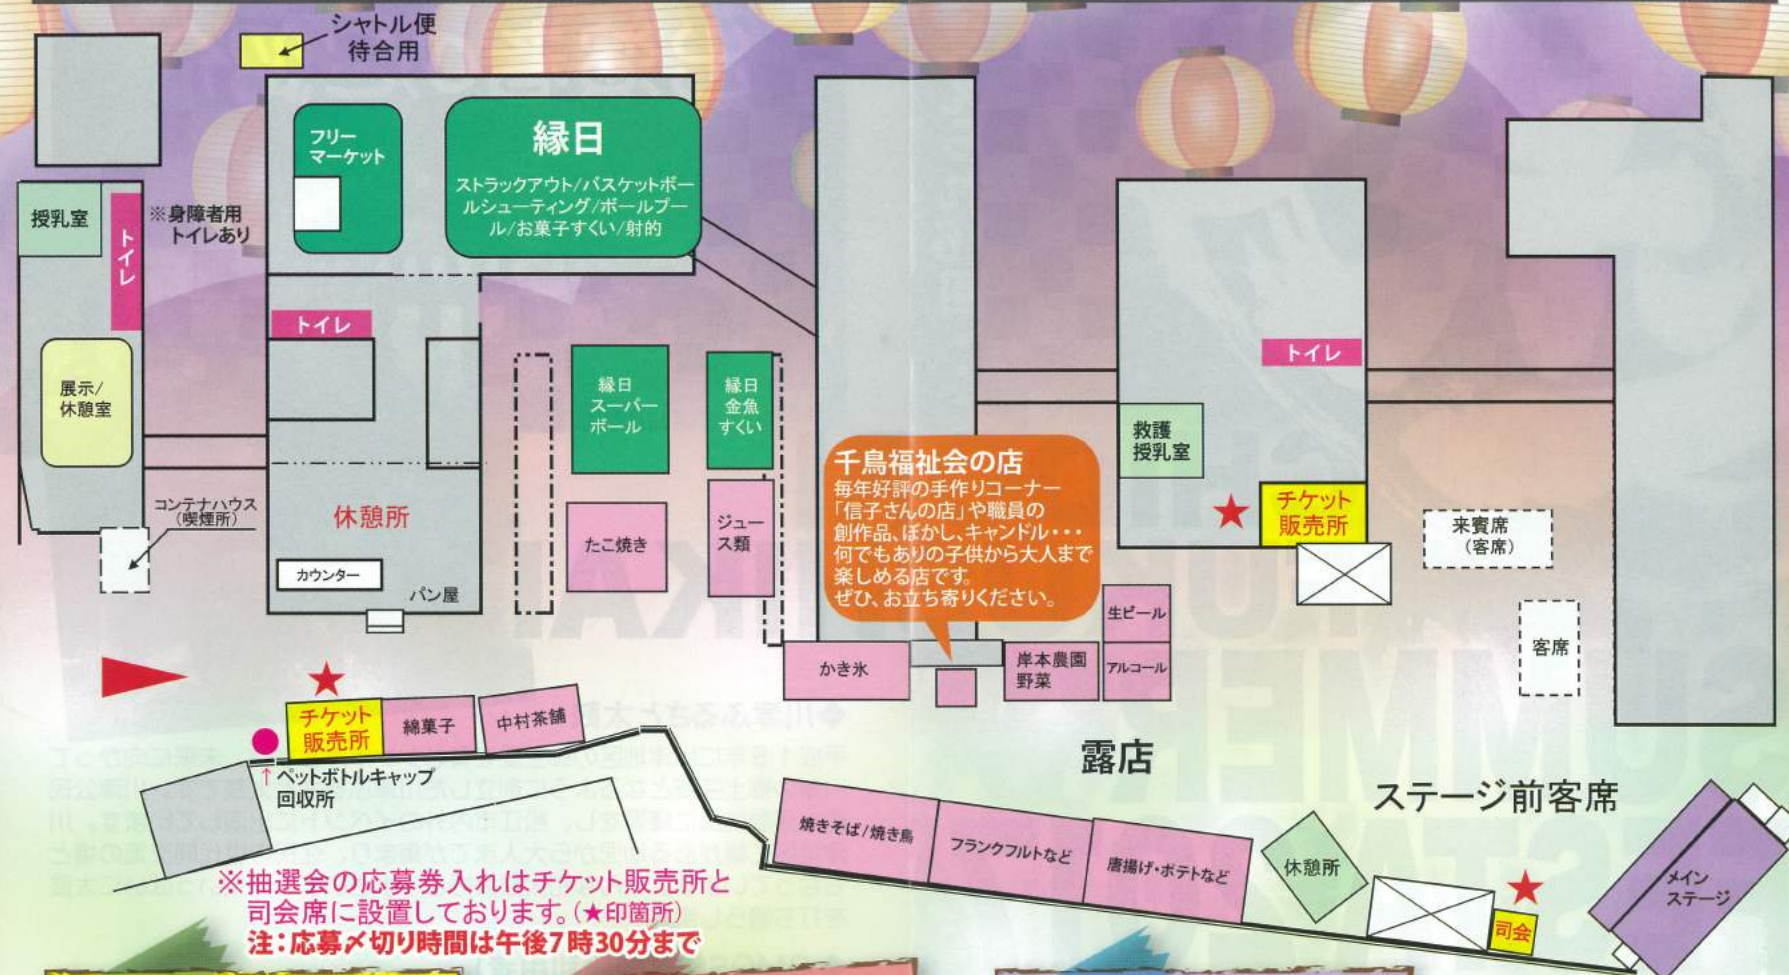 シャトル便
待合用
フリー
マーケット
縁日
ストラックアウト/バスケットボー
ルシューティング/ボールプー
ル/お菓子すくい/射的
授乳室
トイレ
※身障者用
トイレあり
トイレ
展示/
休憩室
コンテナハウス
(喫煙所)
休憩所
カウンター
パン屋
縁日
スーパー
ボール
縁日
金魚
すくい
たこ焼き
ジュー
ス類
千鳥福祉会の店
毎年好評の手作りコーナー
「信子さんの店」や職員の
創作品、ぼかし、キャンドル・・・
何でもありの子供から大人まで
楽しめる店です。
ぜひ、お立ち寄りください。
トイレ
救護
授乳室
★
チケット
販売所
来賓席
(客席)
客席
生ビール
アルコール
かき氷
岸本農園
野菜
★
チケット
販売所
綿菓子
中村茶舗
↑ペットボトルキャップ
回収所
露店
ステージ前客席
焼きそば/焼き鳥
フランクフルトなど
唐揚げ・ポテトなど
休憩所
★
司会
メイン
ステージ
※抽選会の応募券入れはチケット販売所と
司会席に設置しております。(★印箇所)
注:応募〆切り時間は午後7時30分まで